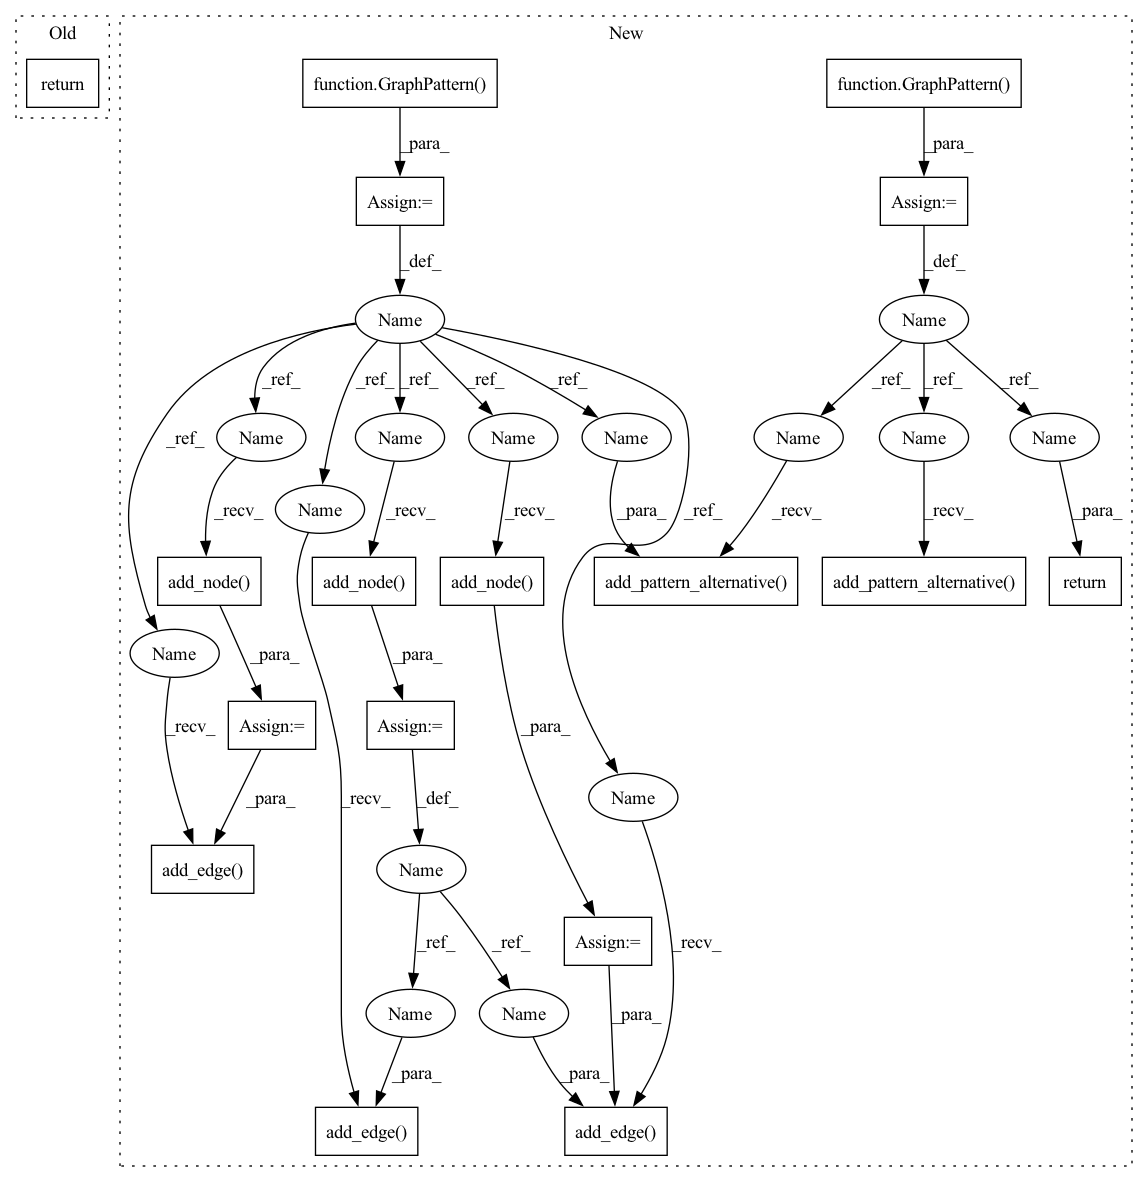 Old
New
return
function.GraphPattern()
function.GraphPattern()
_para_
_para_
Assign:=
Assign:=
_def_
_def_
Name
Name
_ref_
_ref_
_ref_
_ref_
_ref_
_ref_
_ref_
_ref_
_ref_
Name
Name
Name
Name
Name
Name
Name
Name
_recv_
_recv_
_recv_
_para_
_ref_
_recv_
_recv_
_para_
add_node()
add_node()
add_node()
add_pattern_alternative()
add_pattern_alternative()
return
Name
_para_
_para_
_recv_
Assign:=
Assign:=
_para_
_para_
_recv_
_def_
Name
add_edge()
Name
_ref_
_ref_
Assign:=
_recv_
Name
Name
_para_
_para_
_para_
add_edge()
add_edge()